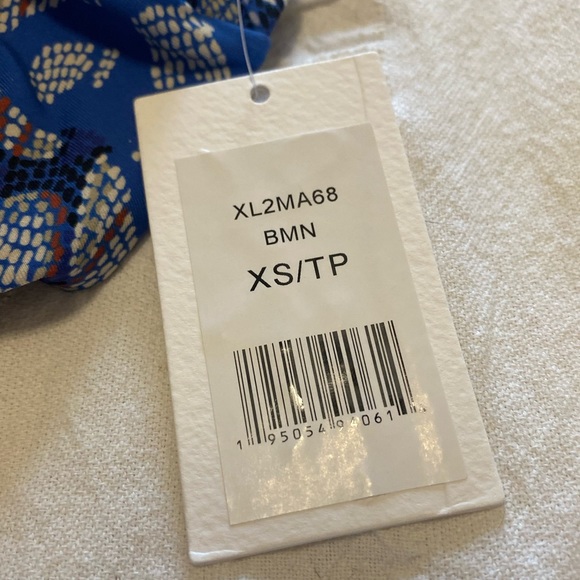 XL2MA68
BMN
XS/TP
1 95054 94061